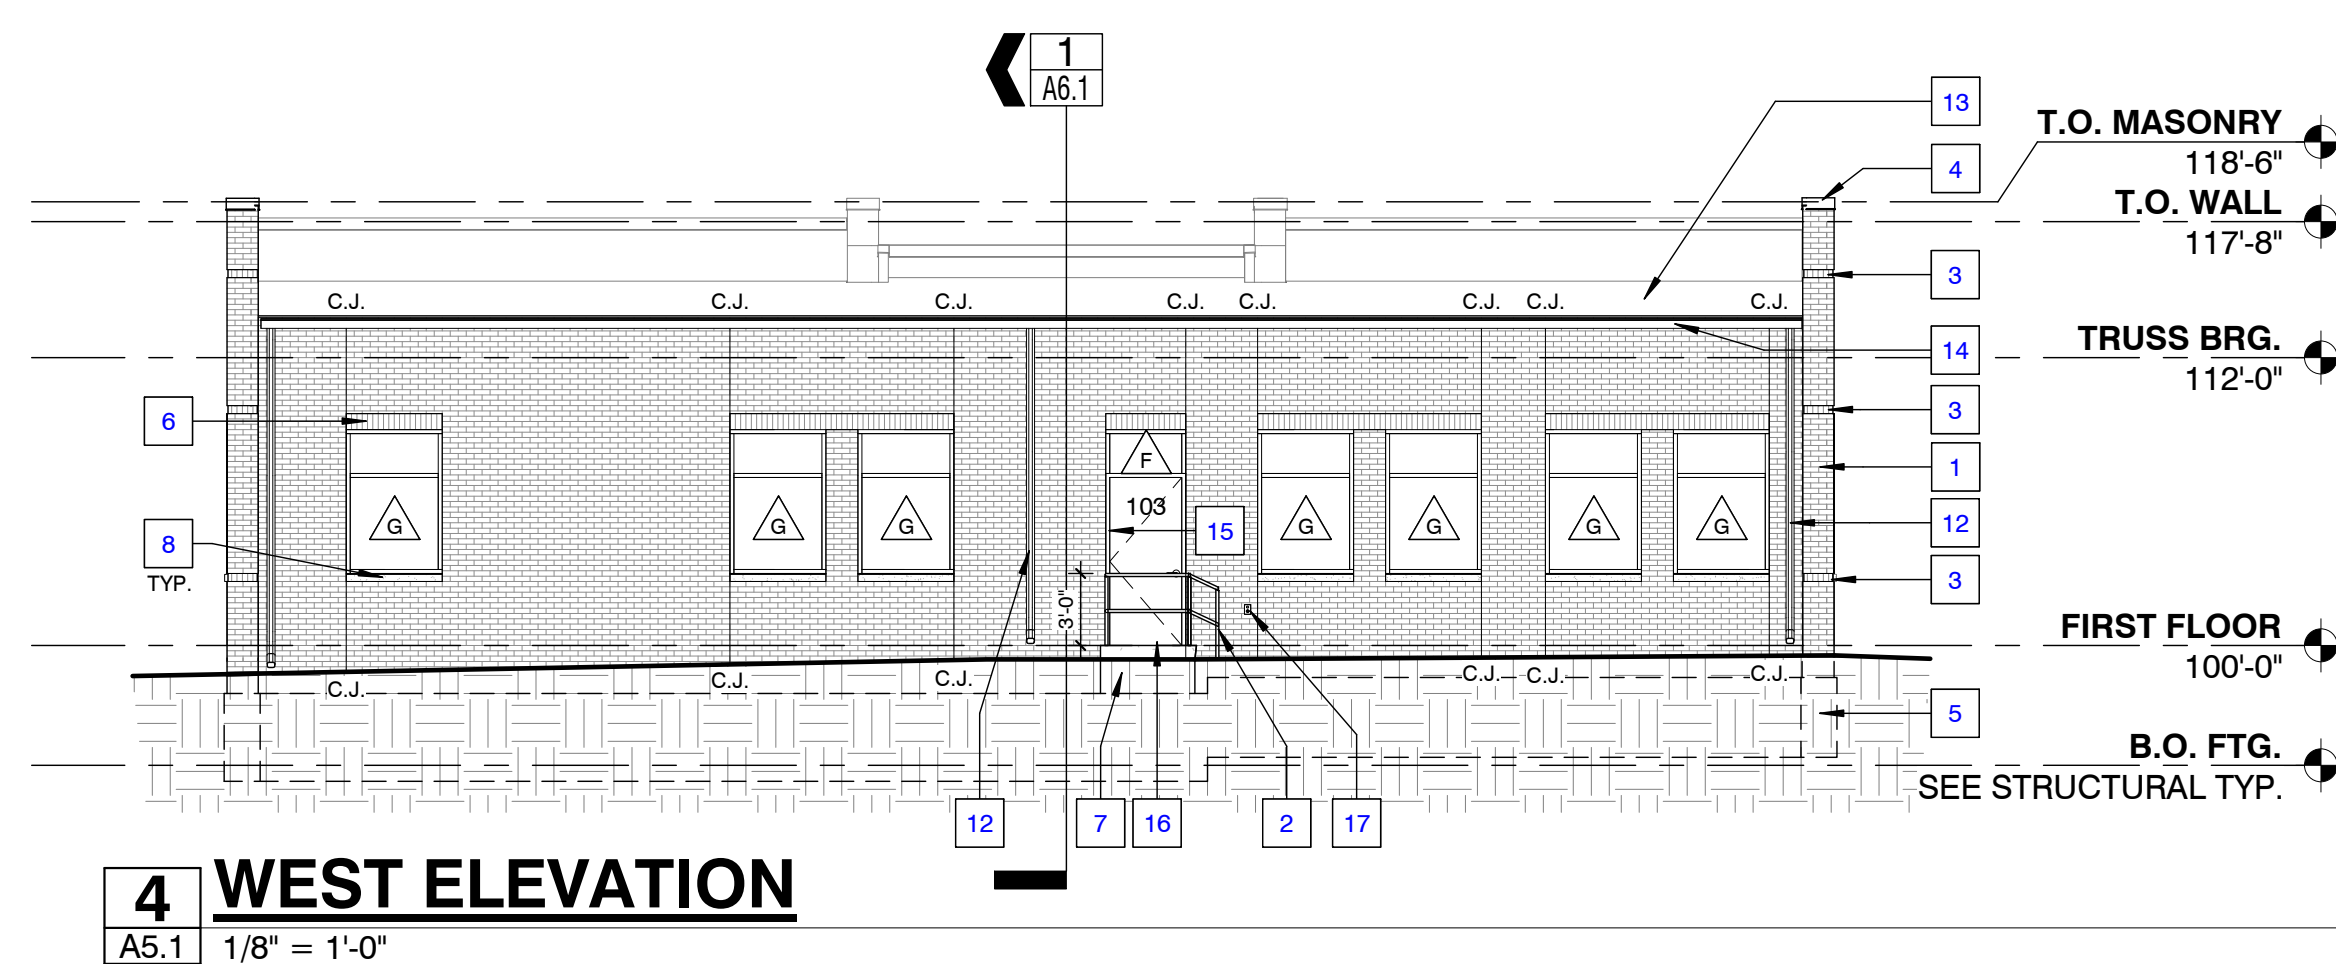 1
A6.1
13
T.O. MASONRY
118'-6"
4
T.O. WALL
117'-8"
3
C.J. C.J. C.J. C.J. C.J. C.J. C.J. C.J.
14
TRUSS BRG.
112'-0"
6
3
F
1
103
G G G G G G G
15
12
8
TYP.
3
3'-0"
FIRST FLOOR
100'-0"
C.J. C.J. C.J. C.J. C.J. C.J.
5
B.O. FTG.
SEE STRUCTURAL TYP.
12 7 16 2 17
4
WEST ELEVATION
A5.1
1/8" = 1'-0"